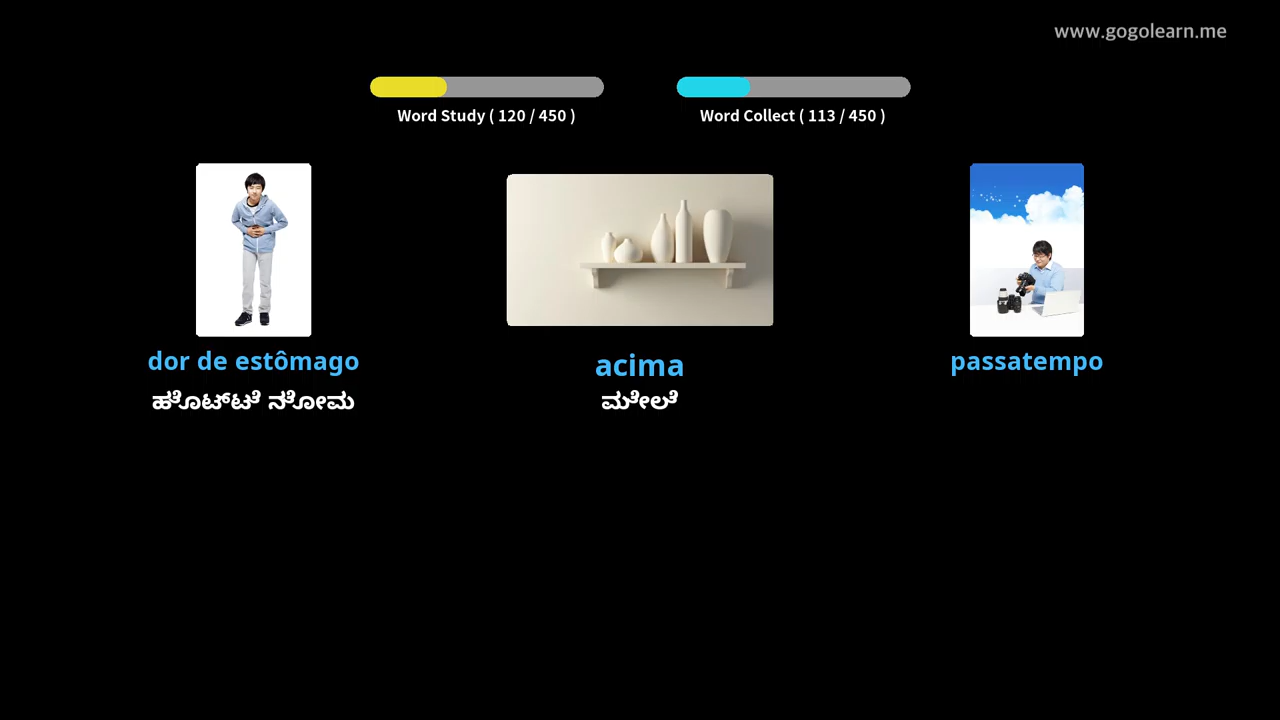 www.gogolearn.me
Word Study ( 120 / 450 )
Word Collect ( 113 / 450 )
dor de estômago
acima
passatempo
ಹೊಟ್ಟೆ ನೋವು
ಮೇಲೆ